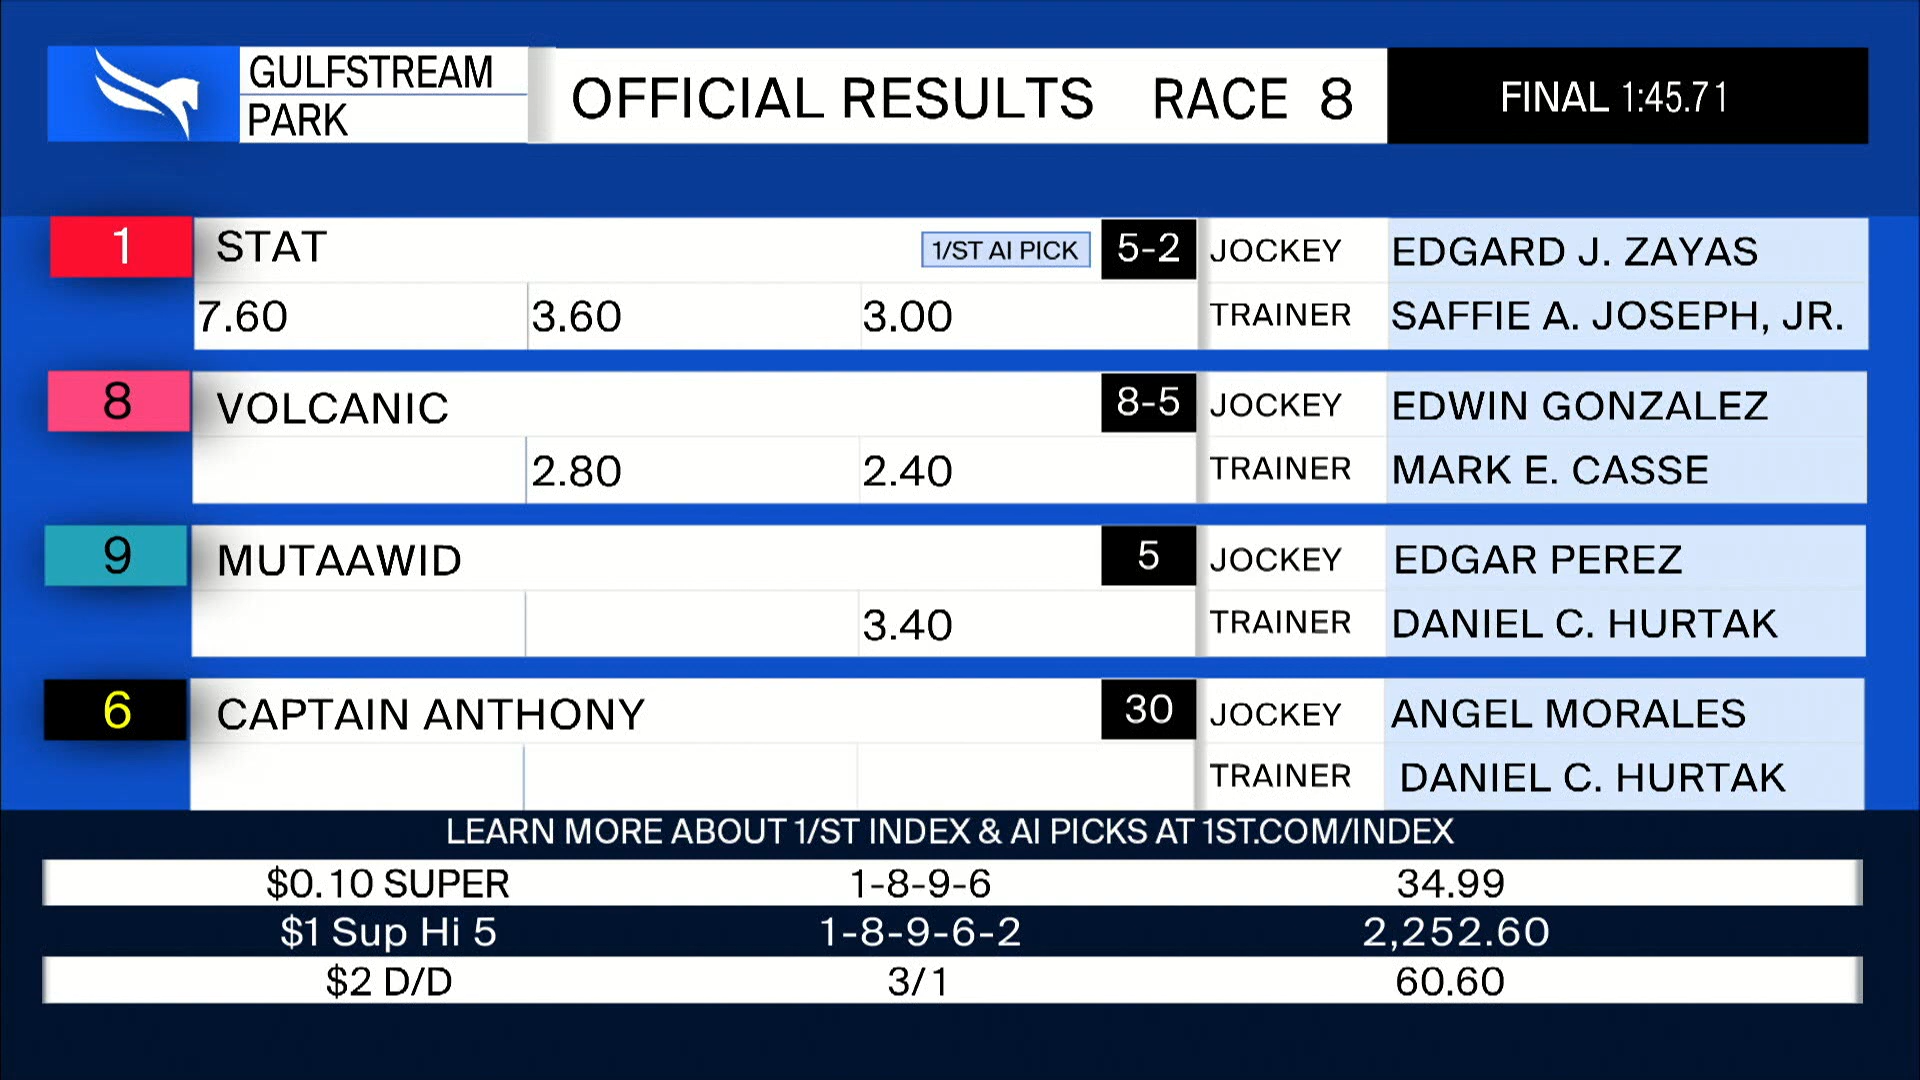 GULFSTREAM
PARK
OFFICIAL RESULTS RACE 8
FINAL 1:45.71
1 STAT 1/ST AI PICK 5-2 JOCKEY EDGARD J. ZAYAS
7.60 3.60 3.00 TRAINER SAFFIE A. JOSEPH, JR.
8 VOLCANIC 8-5 JOCKEY EDWIN GONZALEZ
2.80 2.40 TRAINER MARK E. CASSE
9 MUTAAWID 5 JOCKEY EDGAR PEREZ
3.40 TRAINER DANIEL C. HURTAK
6 CAPTAIN ANTHONY 30 JOCKEY ANGEL MORALES
TRAINER DANIEL C. HURTAK
LEARN MORE ABOUT 1/ST INDEX & AI PICKS AT 1ST.COM/INDEX
$0.10 SUPER 1-8-9-6 34.99
$1 Sup Hi 5 1-8-9-6-2 2,252.60
$2 D/D 3/1 60.60